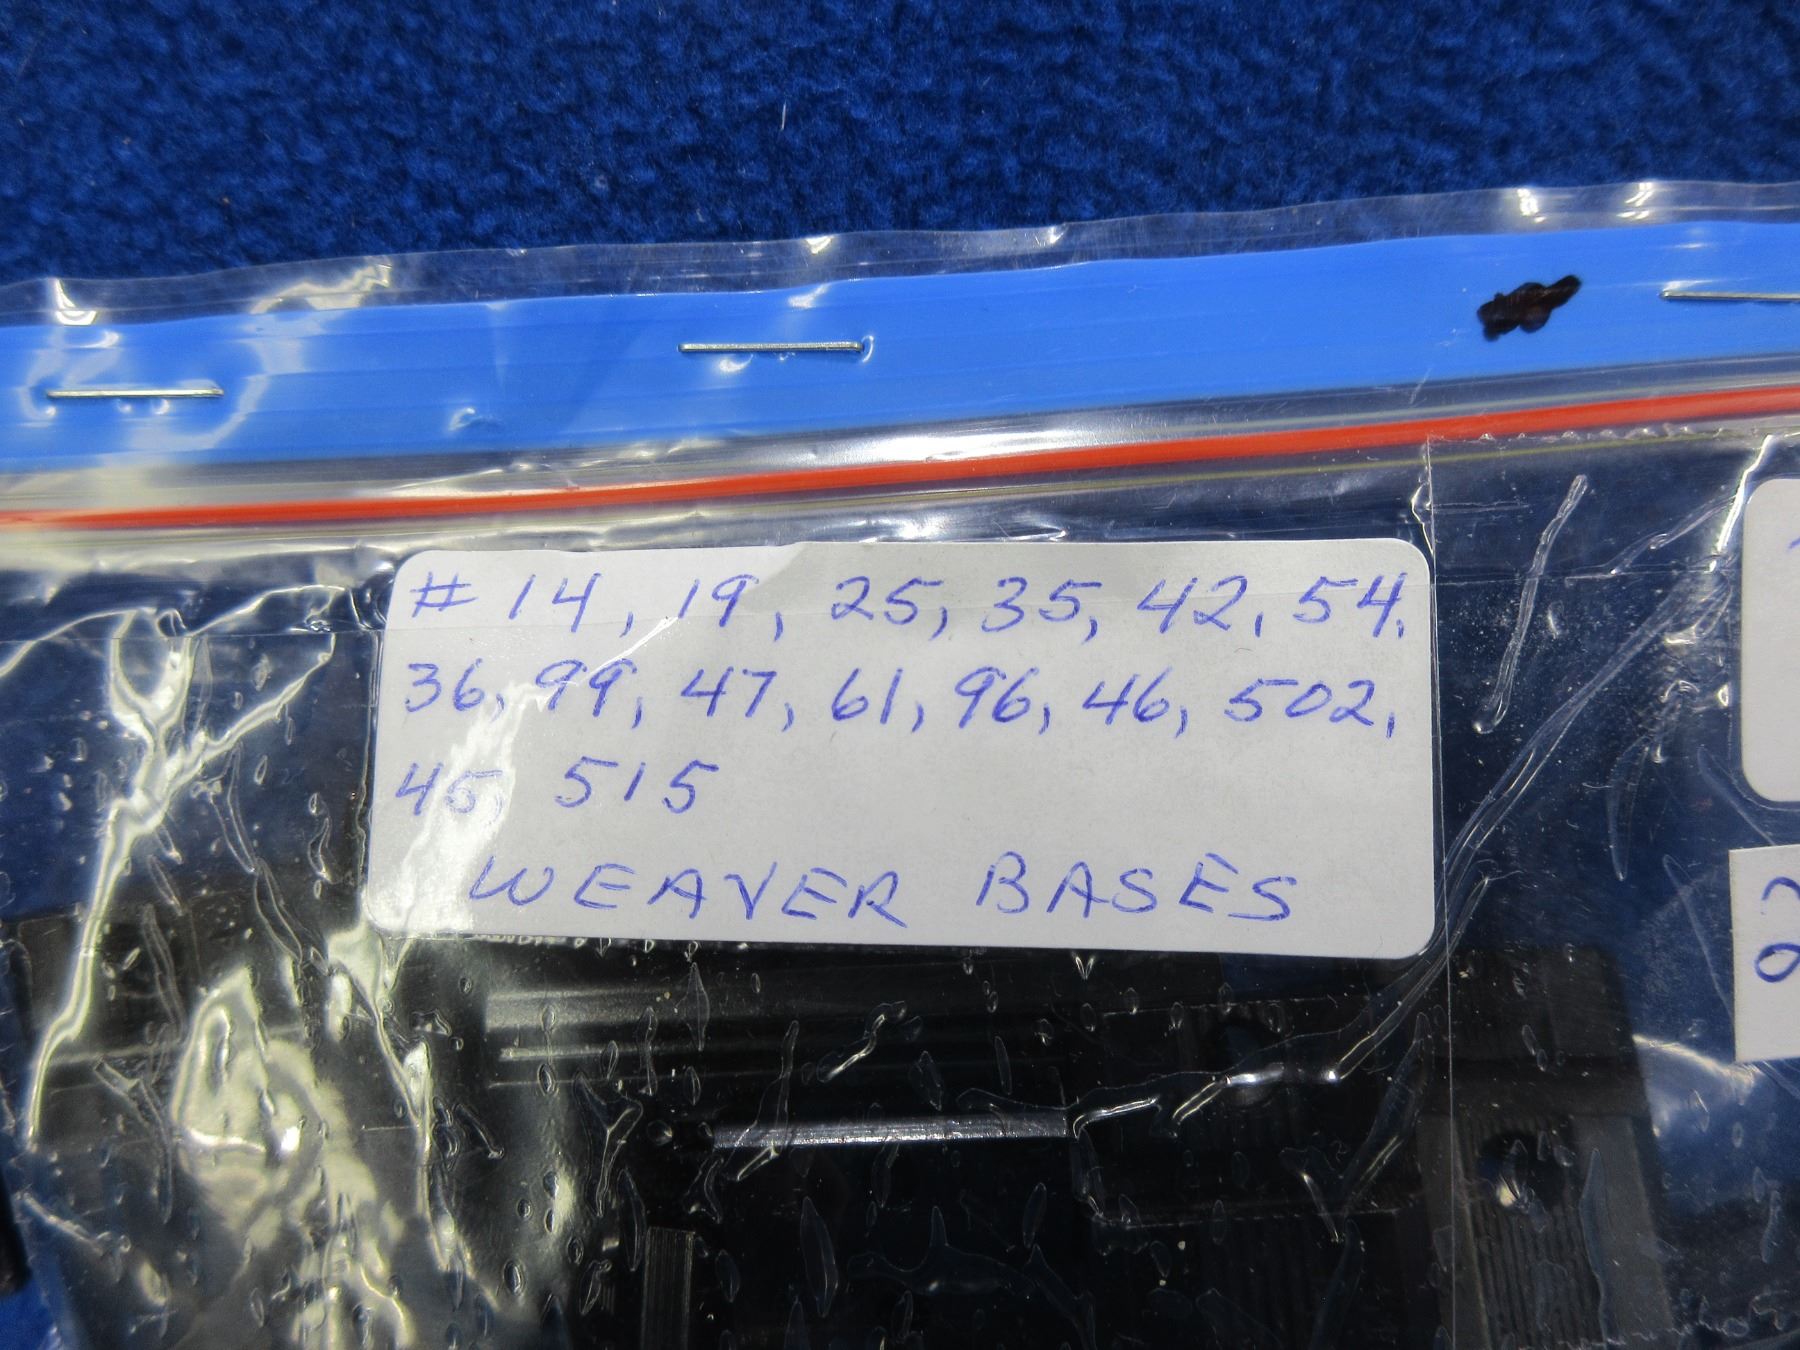 # 14, 19, 25, 35, 42, 54,
36, 99, 47, 61, 96, 46, 502,
45, 515
WEAVER BASES